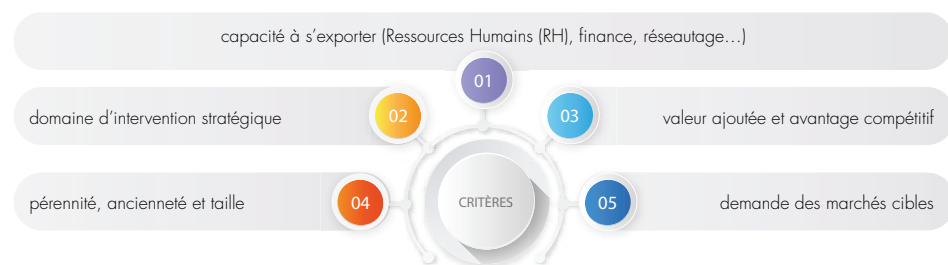 capacité à s’exporter (Ressources Humains (RH), finance, réseautage…)
01
domaine d’intervention stratégique
02
03
valeur ajoutée et avantage compétitif
pérennité, ancienneté et taille
04
CRITÈRES
05
demande des marchés cibles